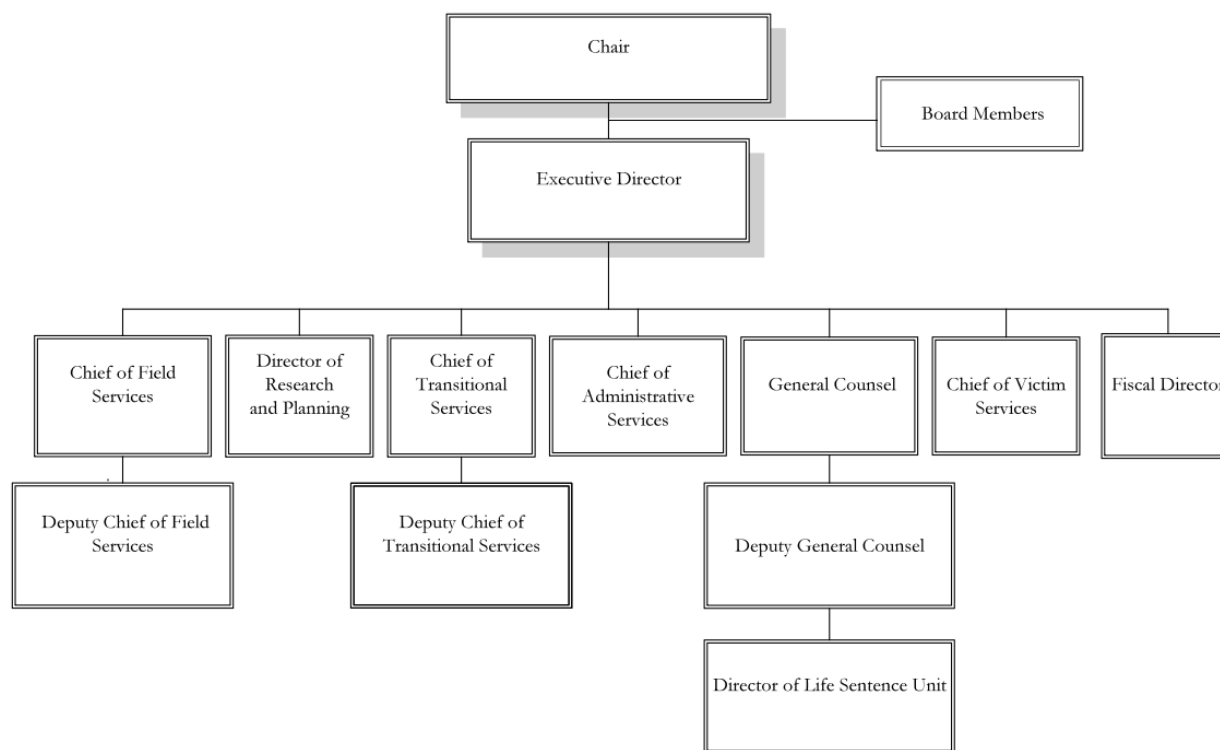 Chair
Board Members
Executive Director
Chief of Field
Services
Director of
Research
and Planning
Chief of
Transitional
Services
Chief of
Administrative
Services
General Counsel
Chief of Victim
Services
Fiscal Director
Deputy Chief of Field
Services
Deputy Chief of
Transitional Services
Deputy General Counsel
Director of Life Sentence Unit